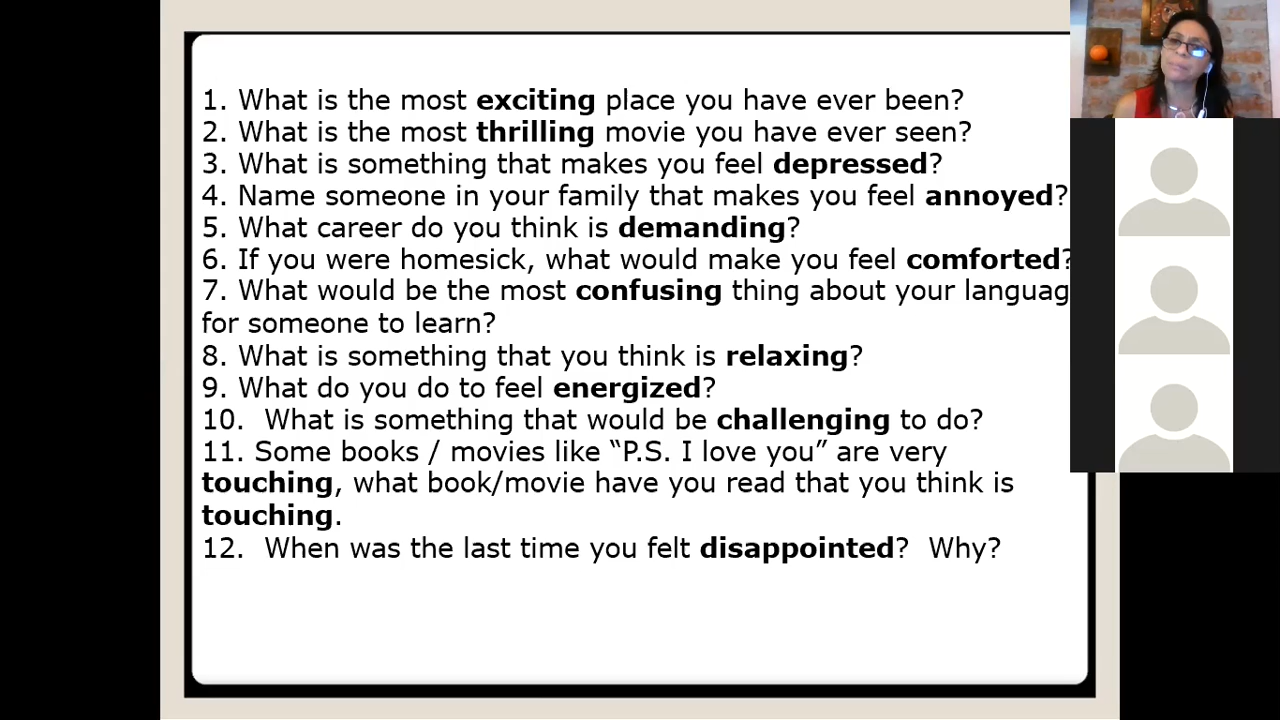 1. What is the most exciting place you have ever been?
2. What is the most thrilling movie you have ever seen?
3. What is something that makes you feel depressed?
4. Name someone in your family that makes you feel annoyed?
5. What career do you think is demanding?
6. If you were homesick, what would make you feel comforted?
7. What would be the most confusing thing about your languag
for someone to learn?
8. What is something that you think is relaxing?
9. What do you do to feel energized?
10.  What is something that would be challenging to do?
11. Some books / movies like “P.S. I love you” are very
touching, what book/movie have you read that you think is
touching.
12.  When was the last time you felt disappointed?  Why?